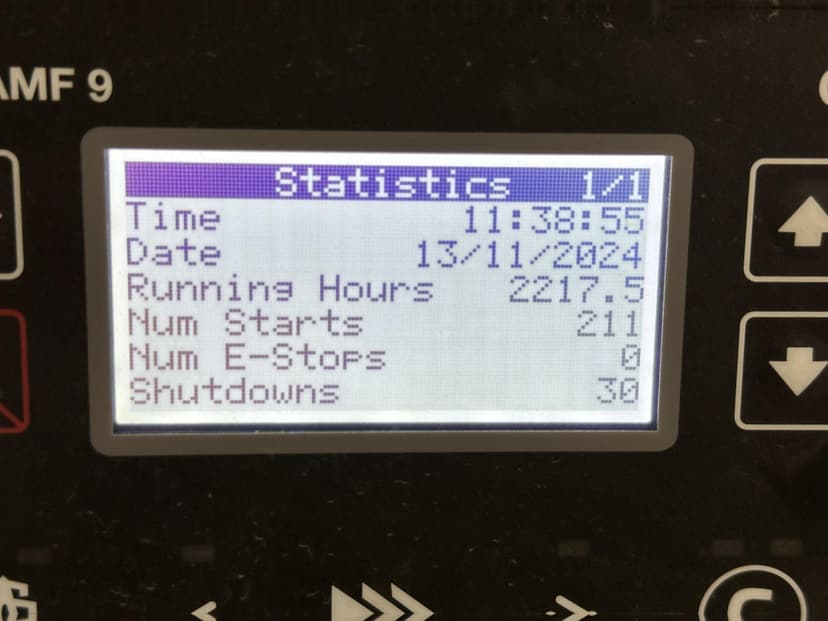 AMF 9
Statistics 1/1
Time 11:38:55
Date 13/11/2024
Running Hours 2217.5
Num Starts 211
Num E-Stops 0
Shutdowns 30